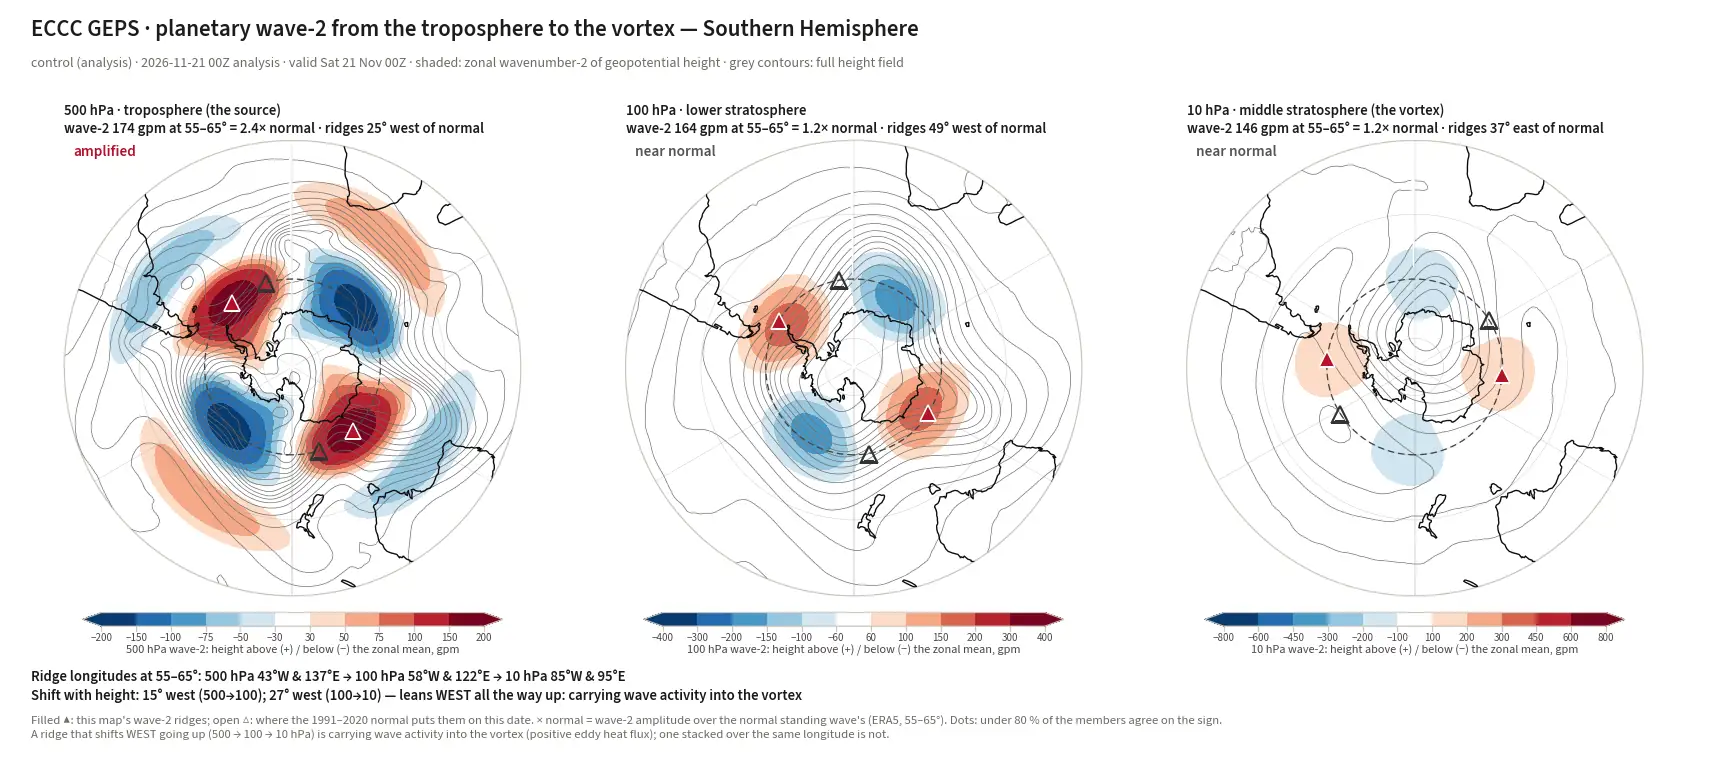 ECCC GEPS · planetary wave-2 from the troposphere to the vortex — Southern Hemisphere
control (analysis) · 2026-11-21 00Z analysis · valid Sat 21 Nov 00Z · shaded: zonal wavenumber-2 of geopotential height · grey contours: full height field
500 hPa · troposphere (the source)
wave-2 174 gpm at 55–65° = 2.4× normal · ridges 25° west of normal
amplified
100 hPa · lower stratosphere
wave-2 164 gpm at 55–65° = 1.2× normal · ridges 49° west of normal
near normal
10 hPa · middle stratosphere (the vortex)
wave-2 146 gpm at 55–65° = 1.2× normal · ridges 37° east of normal
near normal
−200 −150 −100 −75 −50 −30 30 50 75 100 150 200
500 hPa wave-2: height above (+) / below (−) the zonal mean, gpm
−400 −300 −200 −150 −100 −60 60 100 150 200 300 400
100 hPa wave-2: height above (+) / below (−) the zonal mean, gpm
−800 −600 −450 −300 −200 −100 100 200 300 450 600 800
10 hPa wave-2: height above (+) / below (−) the zonal mean, gpm
Ridge longitudes at 55–65°: 500 hPa 43°W & 137°E → 100 hPa 58°W & 122°E → 10 hPa 85°W & 95°E
Shift with height: 15° west (500→100); 27° west (100→10) — leans WEST all the way up: carrying wave activity into the vortex
Filled ▲: this map's wave-2 ridges; open △: where the 1991–2020 normal puts them on this date. × normal = wave-2 amplitude over the normal standing wave's (ERA5, 55–65°). Dots: under 80 % of the members agree on the sign.
A ridge that shifts WEST going up (500 → 100 → 10 hPa) is carrying wave activity into the vortex (positive eddy heat flux); one stacked over the same longitude is not.